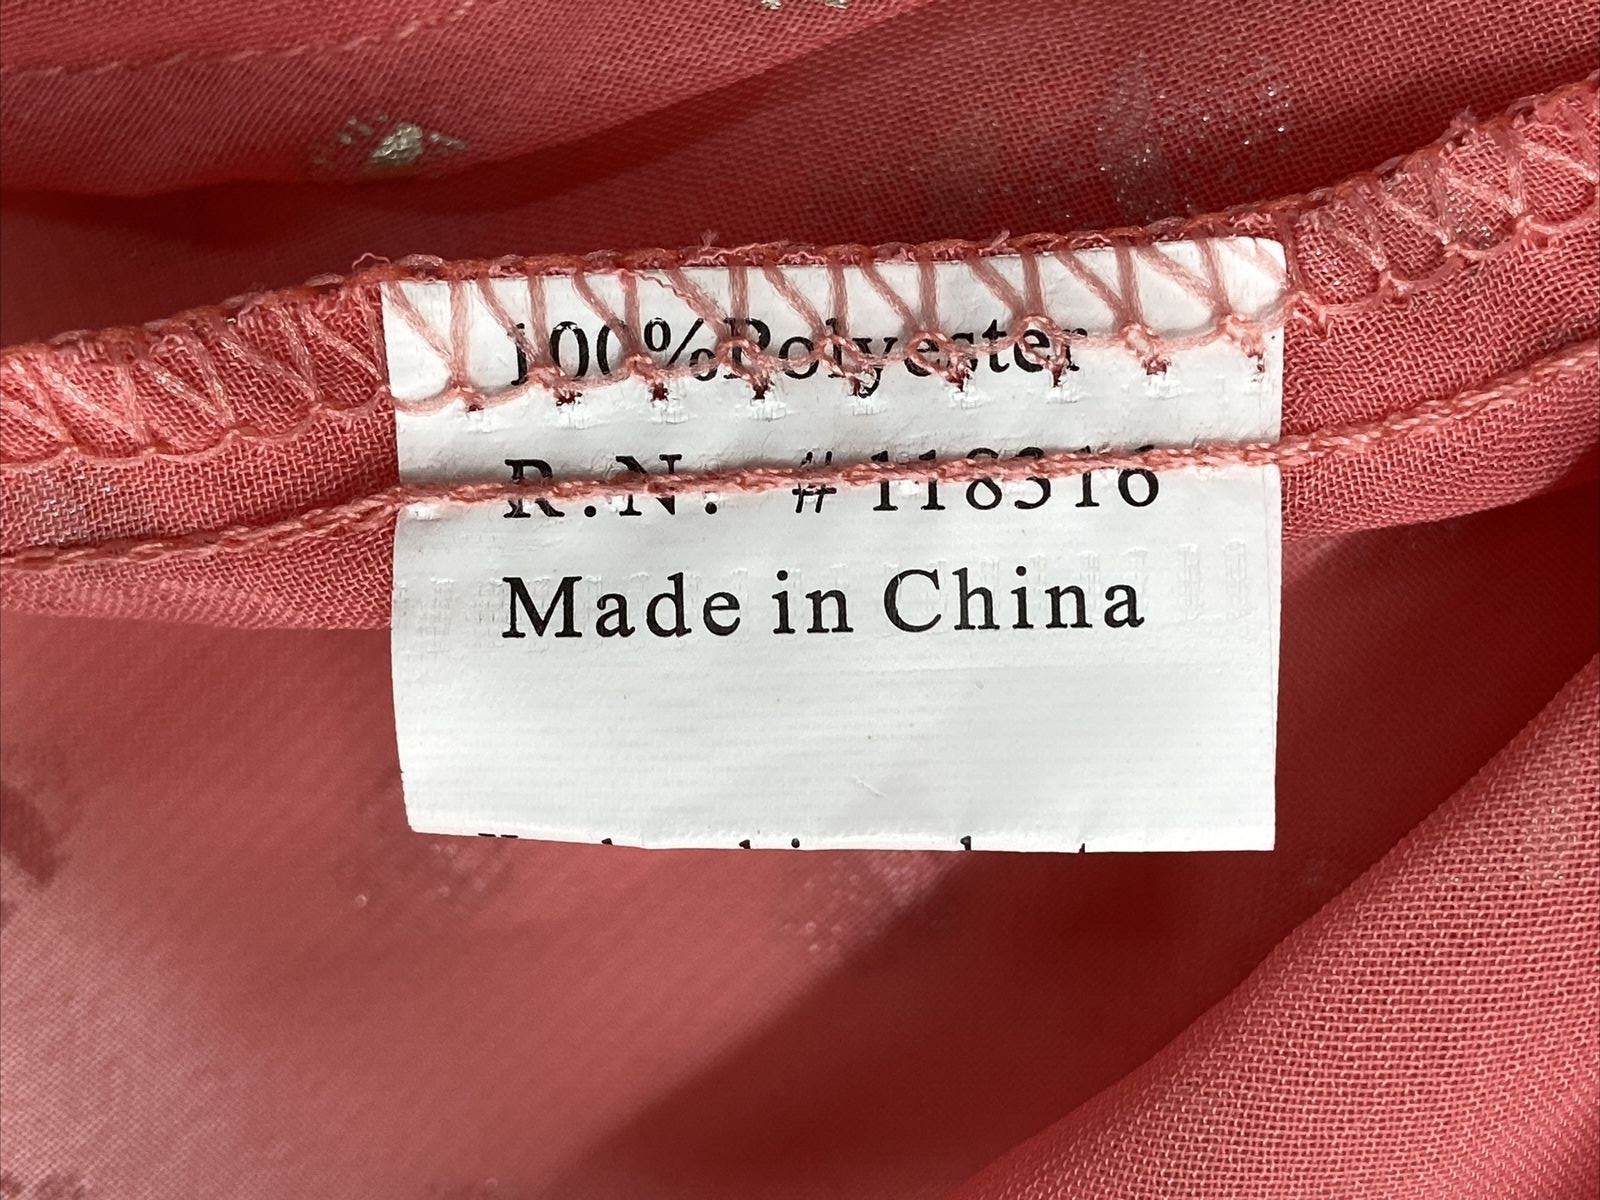 100%Polyester
R.N. #118316
Made in China